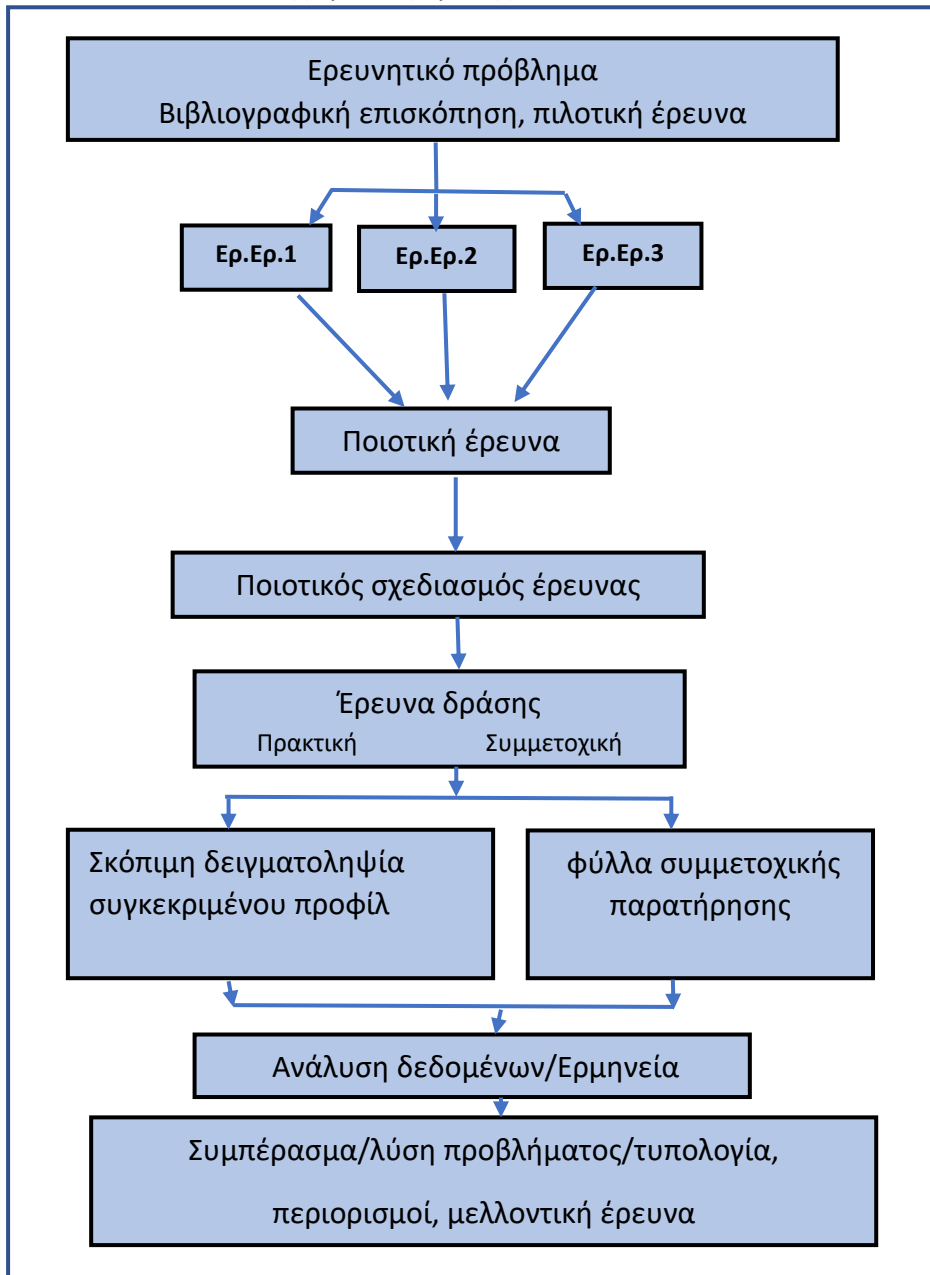 Ερευνητικό πρόβλημα
Βιβλιογραφική επισκόπηση, πιλοτική έρευνα
Ερ.Ερ.1
Ερ.Ερ.2
Ερ.Ερ.3
Ποιοτική έρευνα
Ποιοτικός σχεδιασμός έρευνας
Έρευνα δράσης
Πρακτική Συμμετοχική
Σκόπιμη δειγματοληψία
συγκεκριμένου προφίλ
φύλλα συμμετοχικής
παρατήρησης
Ανάλυση δεδομένων/Ερμηνεία
Συμπέρασμα/λύση προβλήματος/τυπολογία,
περιορισμοί, μελλοντική έρευνα